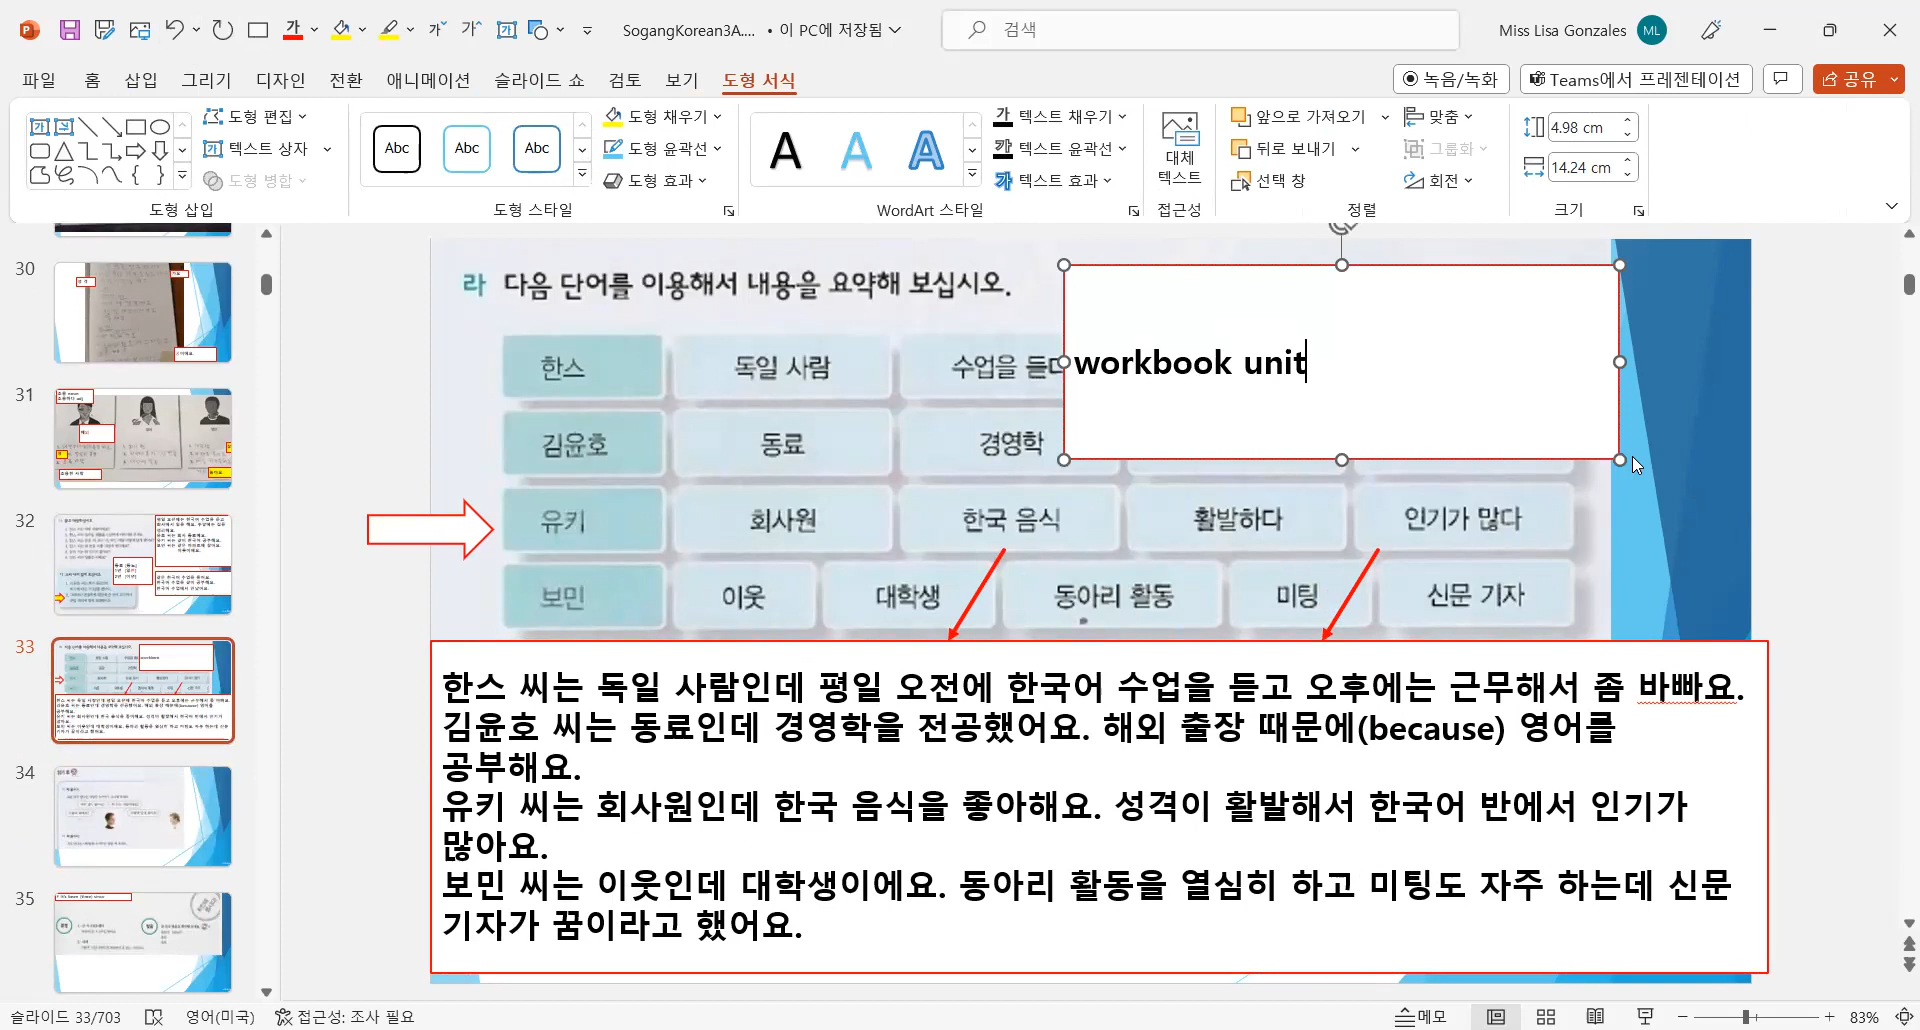 SogangKorean3A.... • 이 PC에 저장됨
검색
Miss Lisa Gonzales
ML
파일 홈 삽입 그리기 디자인 전환 애니메이션 슬라이드 쇼 검토 보기 도형 서식
녹음/녹화
Teams에서 프레젠테이션
공유
도형 편집
텍스트 상자
도형 병합
도형 삽입
Abc Abc Abc
도형 채우기
도형 윤곽선
도형 효과
도형 스타일
A A A
텍스트 채우기
텍스트 윤곽선
텍스트 효과
WordArt 스타일
대체
텍스트
접근성
앞으로 가져오기
뒤로 보내기
선택 창
맞춤
그룹화
회전
정렬
4.98 cm
14.24 cm
크기
30
31
32
33
34
35
라 다음 단어를 이용해서 내용을 요약해 보십시오.
workbook unit
한스 독일 사람 수업을 듣
김윤호 동료 경영학
유키 회사원 한국 음식 활발하다 인기가 많다
보민 이웃 대학생 동아리 활동 미팅 신문 기자
한스 씨는 독일 사람인데 평일 오전에 한국어 수업을 듣고 오후에는 근무해서 좀 바빠요.
김윤호 씨는 동료인데 경영학을 전공했어요. 해외 출장 때문에(because) 영어를
공부해요.
유키 씨는 회사원인데 한국 음식을 좋아해요. 성격이 활발해서 한국어 반에서 인기가
많아요.
보민 씨는 이웃인데 대학생이에요. 동아리 활동을 열심히 하고 미팅도 자주 하는데 신문
기자가 꿈이라고 했어요.
슬라이드 33/703
영어(미국)
접근성: 조사 필요
메모
83%